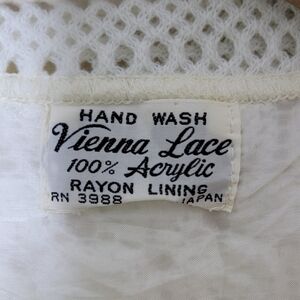 HAND WASH
Vienna Lace
100% Acrylic
RAYON LINING
RN 3988 JAPAN